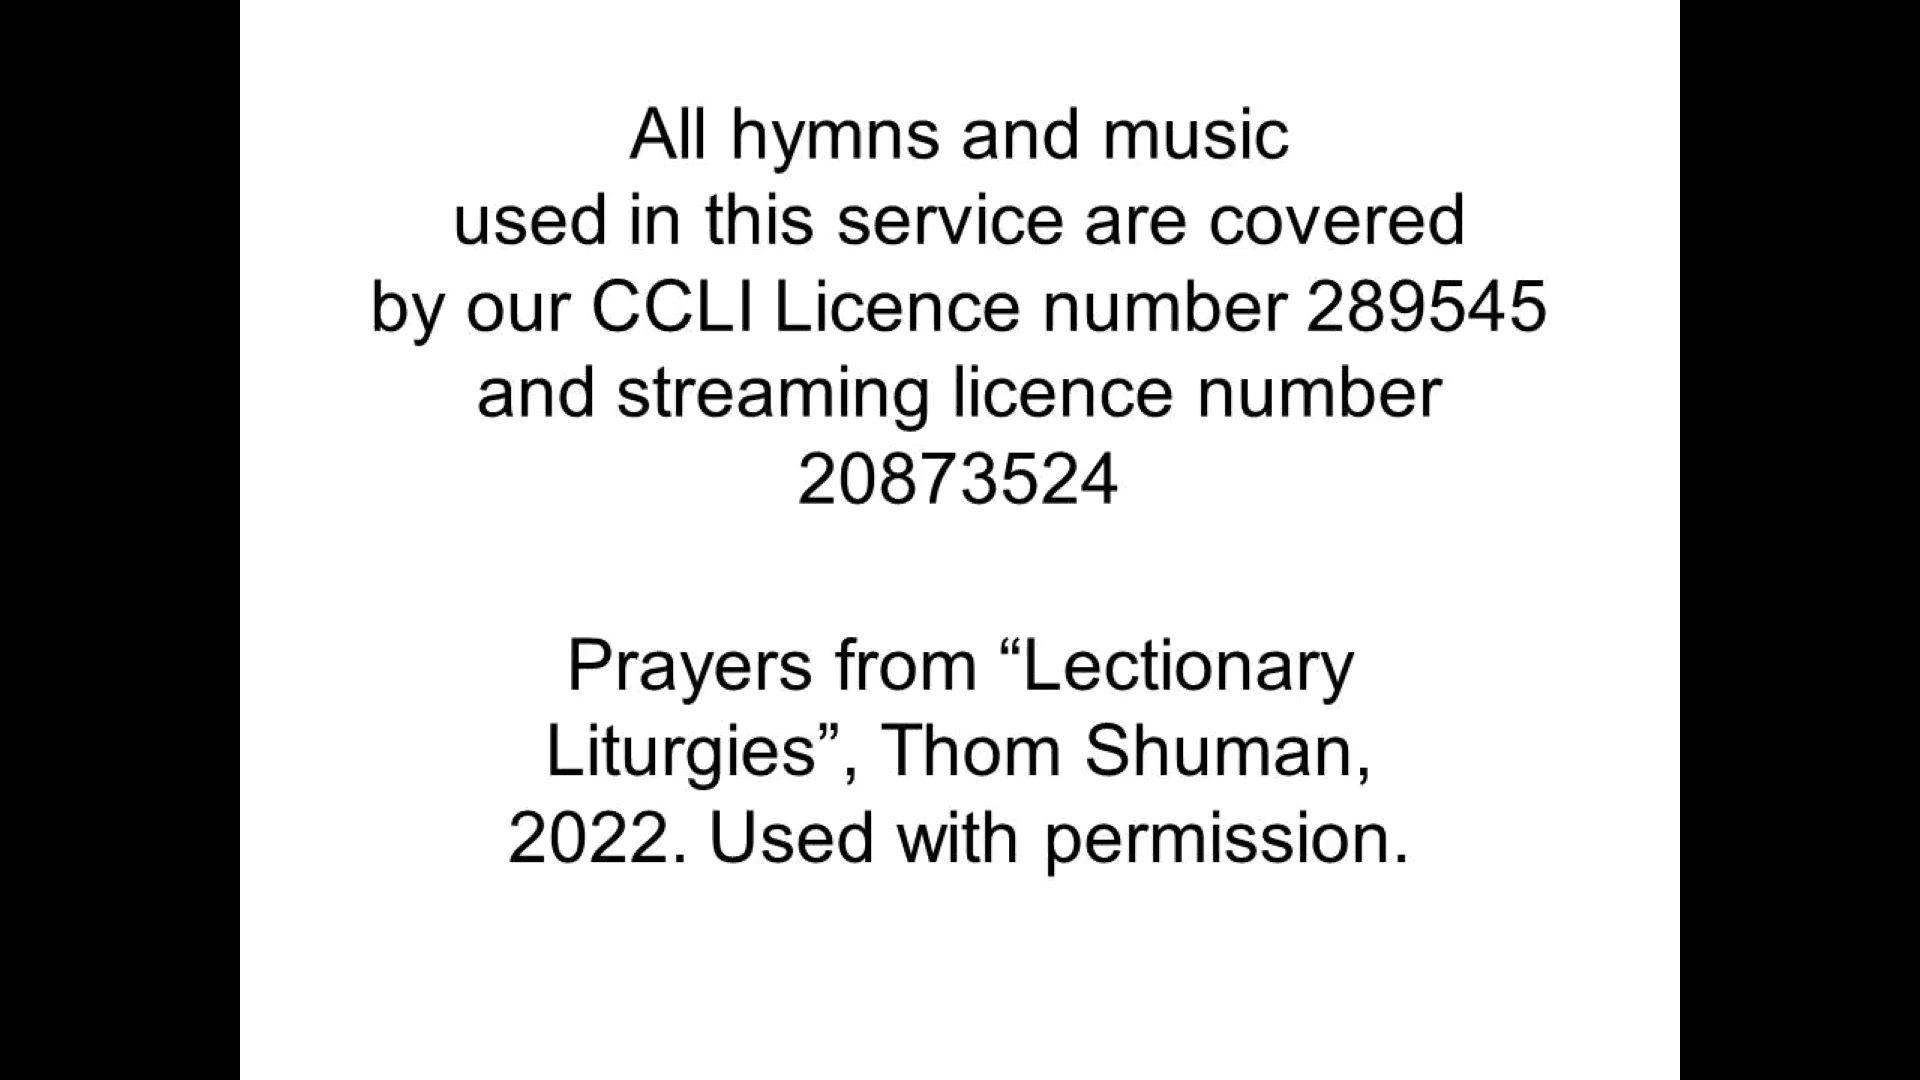 All hymns and music
used in this service are covered
by our CCLI Licence number 289545
and streaming licence number
20873524
Prayers from “Lectionary
Liturgies”, Thom Shuman,
2022. Used with permission.